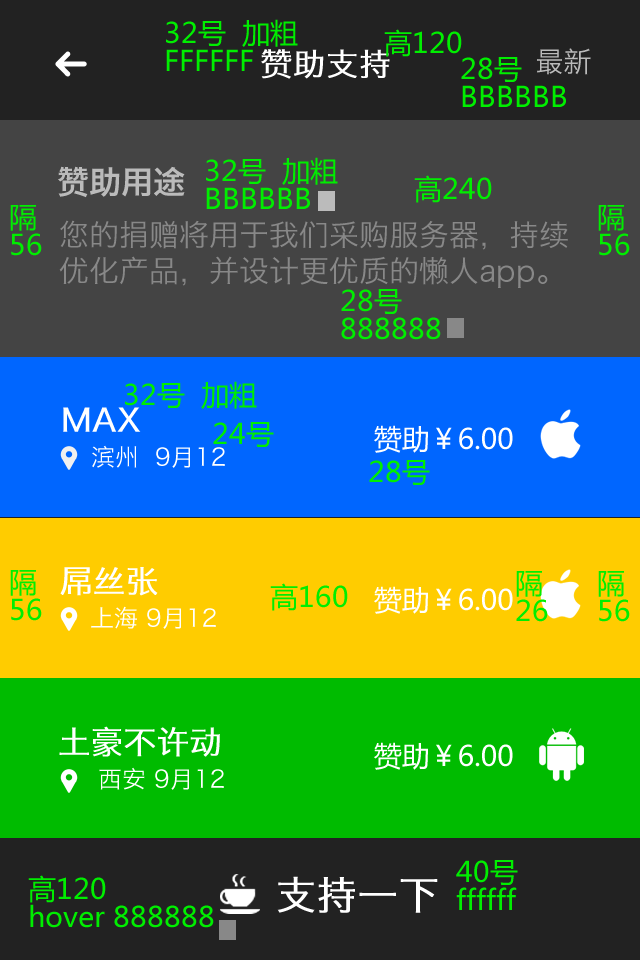 32号 加粗
FFFFFF
赞助支持
高120
28号
BBBBBB
最新
赞助用途
32号 加粗
BBBBBB
高240
隔
56
隔
56
您的捐赠将用于我们采购服务器，持续
优化产品，并设计更优质的懒人app。
28号
888888
32号 加粗
MAX
24号
滨州 9月12
赞助￥6.00
28号
隔
56
屌丝张
上海 9月12
高160
赞助￥6.00
隔
26
隔
56
土豪不许动
西安 9月12
赞助￥6.00
高120
hover 888888
支持一下
40号
ffffff